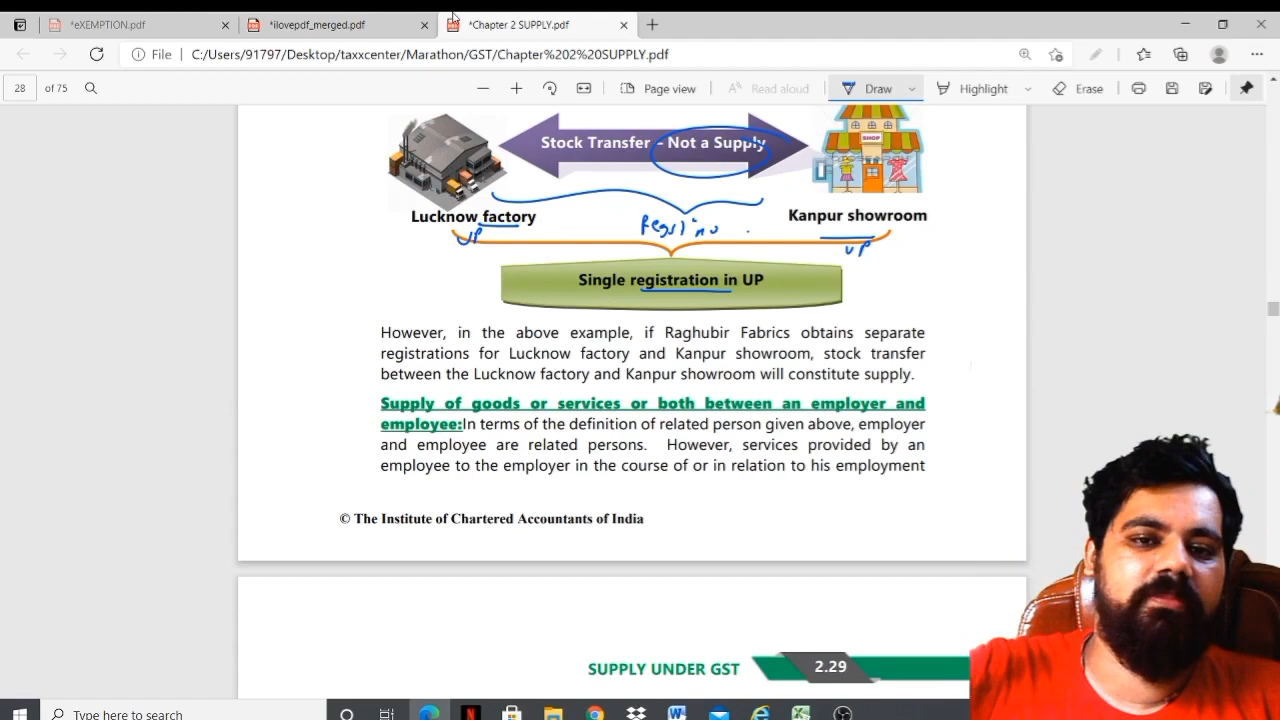 *eXEMPTION.pdf
*ilovepdf_merged.pdf
*Chapter 2 SUPPLY.pdf
File C:/Users/91797/Desktop/taxxcenter/Marathon/GST/Chapter%202%20SUPPLY.pdf
28 of 75 Page view Read aloud Draw Highlight Erase
SHOP
Stock Transfer – Not a Supply
Lucknow factory Kanpur showroom
UP UP
Single registration in UP
However, in the above example, if Raghubir Fabrics obtains separate
registrations for Lucknow factory and Kanpur showroom, stock transfer
between the Lucknow factory and Kanpur showroom will constitute supply.
Supply of goods or services or both between an employer and
employee:In terms of the definition of related person given above, employer
and employee are related persons. However, services provided by an
employee to the employer in the course of or in relation to his employment
© The Institute of Chartered Accountants of India
SUPPLY UNDER GST 2.29
Type here to search